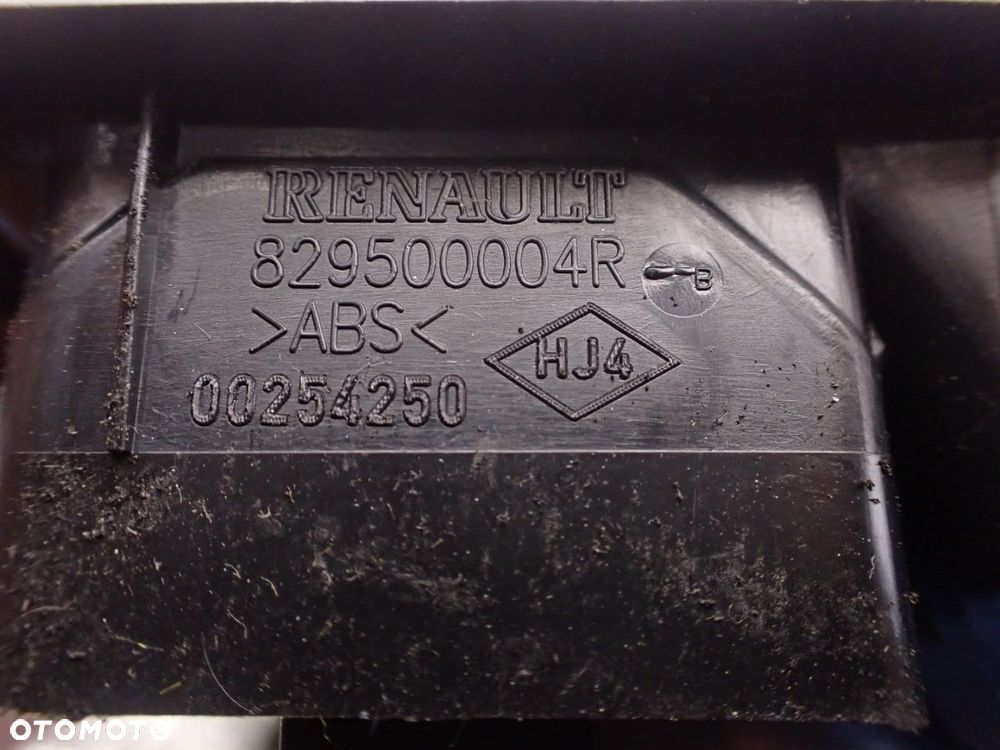 RENAULT
829500004R
B
>ABS<
HJ4
00254250
OTOMOTO